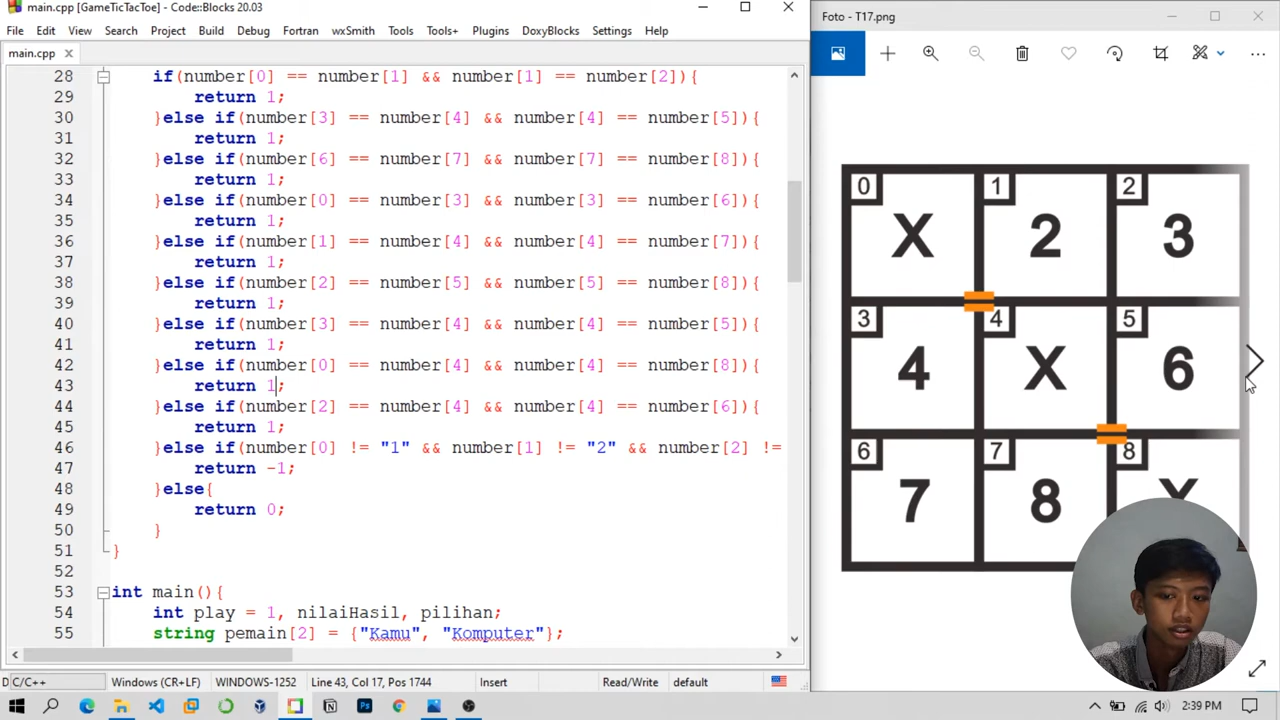 main.cpp [GameTicTacToe] - Code::Blocks 20.03
File Edit View Search Project Build Debug Fortran wxSmith Tools Tools+ Plugins DoxyBlocks Settings Help
main.cpp
28 if(number[0] == number[1] && number[1] == number[2]){
29 return 1;
30 }else if(number[3] == number[4] && number[4] == number[5]){
31 return 1;
32 }else if(number[6] == number[7] && number[7] == number[8]){
33 return 1;
34 }else if(number[0] == number[3] && number[3] == number[6]){
35 return 1;
36 }else if(number[1] == number[4] && number[4] == number[7]){
37 return 1;
38 }else if(number[2] == number[5] && number[5] == number[8]){
39 return 1;
40 }else if(number[3] == number[4] && number[4] == number[5]){
41 return 1;
42 }else if(number[0] == number[4] && number[4] == number[8]){
43 return 1;
44 }else if(number[2] == number[4] && number[4] == number[6]){
45 return 1;
46 }else if(number[0] != "1" && number[1] != "2" && number[2] !=
47 return -1;
48 }else{
49 return 0;
50 }
51 }
52
53 int main(){
54 int play = 1, nilaiHasil, pilihan;
55 string pemain[2] = {"Kamu", "Komputer"};
C/C++ Windows (CR+LF) WINDOWS-1252 Line 43, Col 17, Pos 1744 Insert Read/Write default
Foto - T17.png
0 1 2
X 2 3
3 4 5
4 X 6
6 7 8
7 8 X
2:39 PM